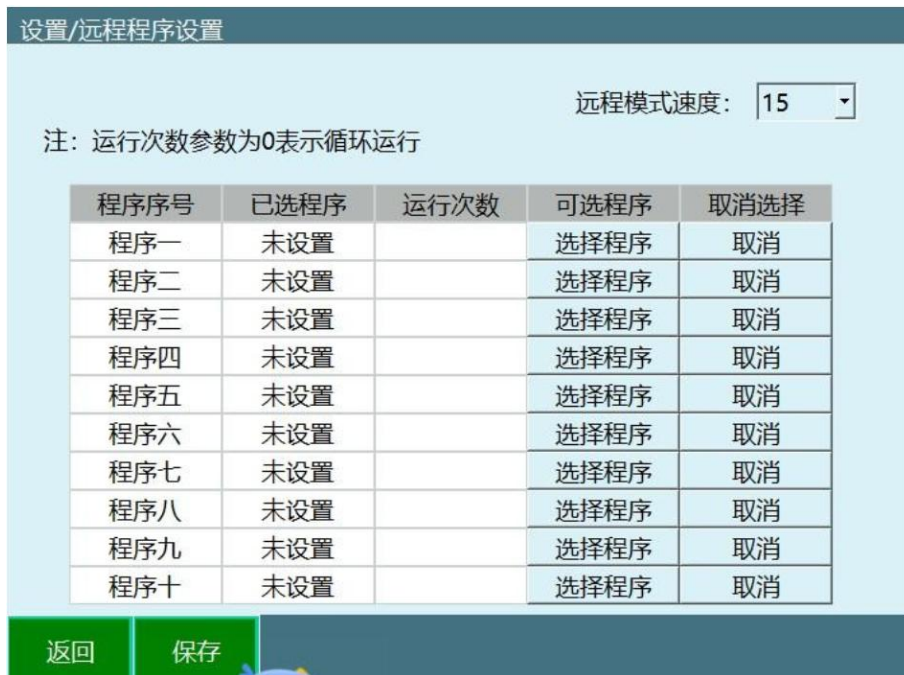 设置/远程程序设置
远程模式速度： 15
注：运行次数参数为0表示循环运行
程序序号 已选程序 运行次数 可选程序 取消选择
程序一 未设置 选择程序 取消
程序二 未设置 选择程序 取消
程序三 未设置 选择程序 取消
程序四 未设置 选择程序 取消
程序五 未设置 选择程序 取消
程序六 未设置 选择程序 取消
程序七 未设置 选择程序 取消
程序八 未设置 选择程序 取消
程序九 未设置 选择程序 取消
程序十 未设置 选择程序 取消
返回 保存